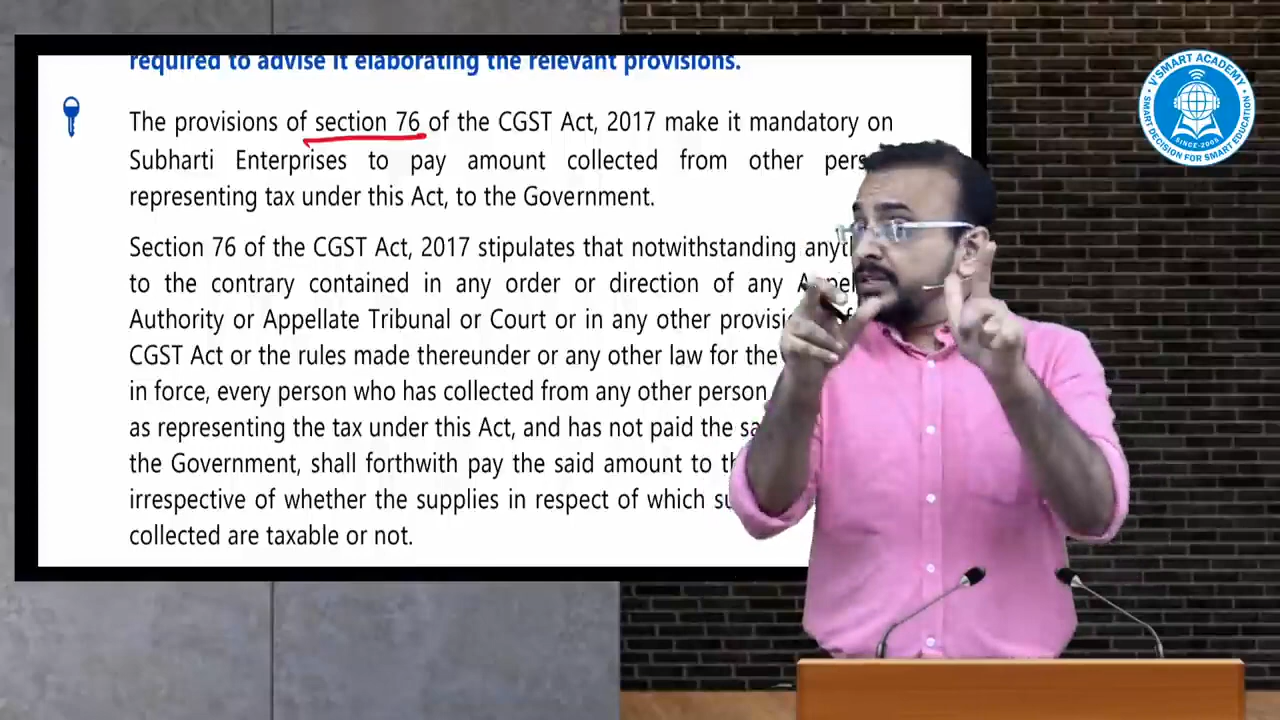 required to advise it elaborating the relevant provisions.
The provisions of section 76 of the CGST Act, 2017 make it mandatory on
Subharti Enterprises to pay amount collected from other
representing tax under this Act, to the Government.
Section 76 of the CGST Act, 2017 stipulates that notwithstanding
to the contrary contained in any order or direction of any
Authority or Appellate Tribunal or Court or in any other
CGST Act or the rules made thereunder or any other law for the
in force, every person who has collected from any other person
as representing the tax under this Act, and has not paid the
the Government, shall forthwith pay the said amount to
irrespective of whether the supplies in respect of which
collected are taxable or not.
V'SMART ACADEMY
SINCE-2005
SMART DECISION FOR SMART EDUCATION